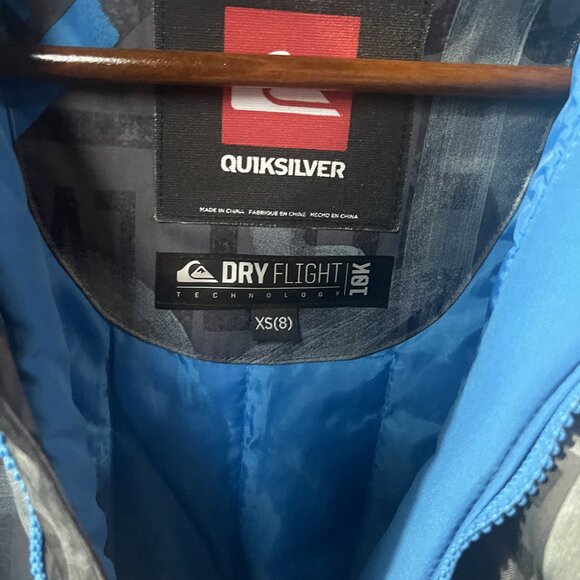 QUIKSILVER
MADE IN CHINA FABRIQUE EN CHINE HECHO EN CHINA
DRY FLIGHT 10K
TECHNOLOGY
XS(8)